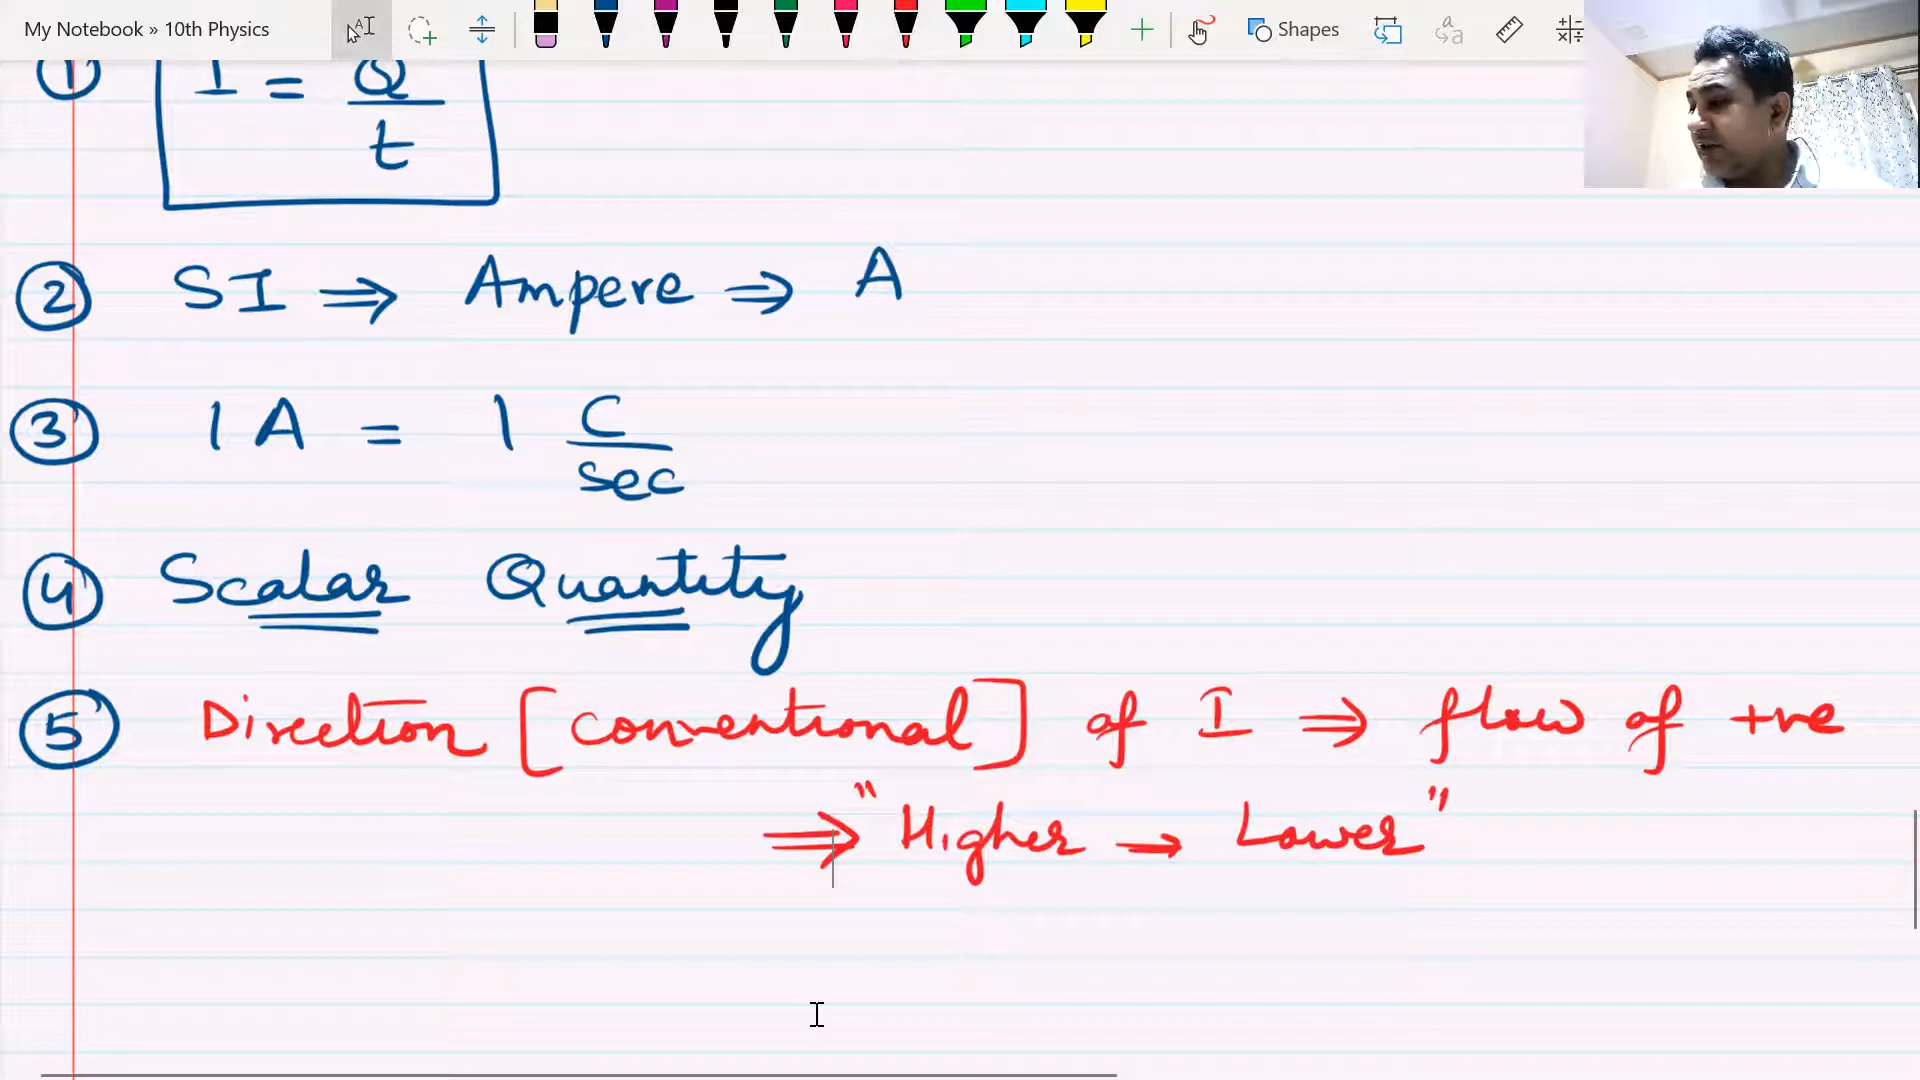 My Notebook » 10th Physics
Shapes
① I = Q / t
② SI ⇒ Ampere ⇒ A
③ 1 A = 1 C / sec
④ Scalar Quantity
⑤ Direction [conventional] of I ⇒ flow of +ve
⇒ "Higher → Lower"